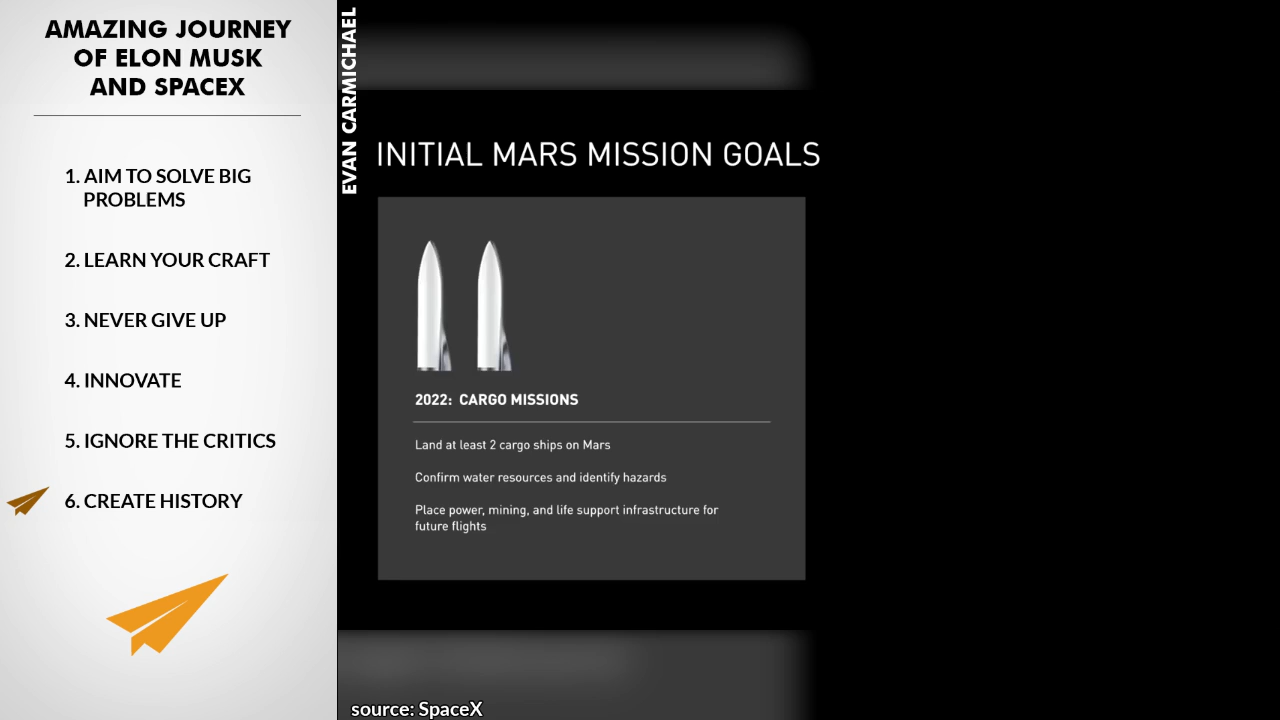 AMAZING JOURNEY
OF ELON MUSK
AND SPACEX
1. AIM TO SOLVE BIG
PROBLEMS
2. LEARN YOUR CRAFT
3. NEVER GIVE UP
4. INNOVATE
5. IGNORE THE CRITICS
6. CREATE HISTORY
EVAN CARMICHAEL
INITIAL MARS MISSION GOALS
2022: CARGO MISSIONS
Land at least 2 cargo ships on Mars
Confirm water resources and identify hazards
Place power, mining, and life support infrastructure for
future flights
source: SpaceX